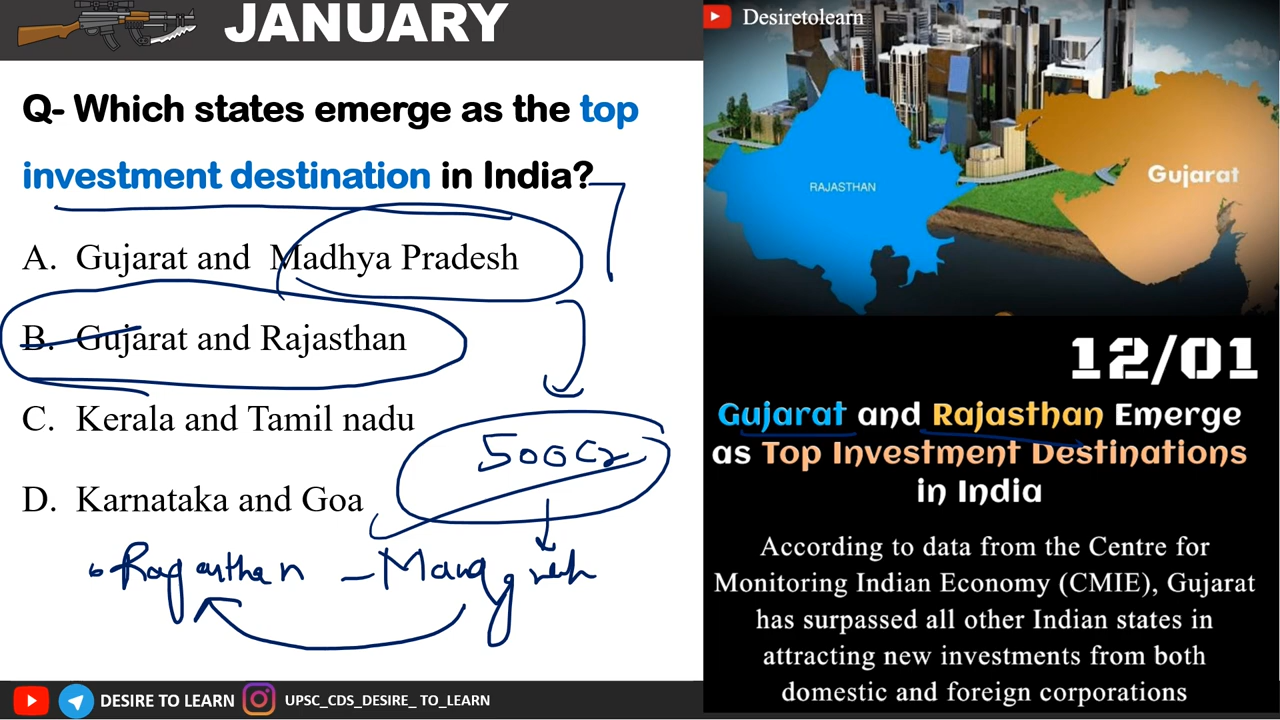 JANUARY
Q- Which states emerge as the top
investment destination in India?
A. Gujarat and Madhya Pradesh
B. Gujarat and Rajasthan
C. Kerala and Tamil nadu
D. Karnataka and Goa
500Cr
DESIRE TO LEARN
UPSC_CDS_DESIRE_ TO_LEARN
Desiretolearn
RAJASTHAN
Gujarat
12/01
Gujarat and Rajasthan Emerge
as Top Investment Destinations
in India
According to data from the Centre for
Monitoring Indian Economy (CMIE), Gujarat
has surpassed all other Indian states in
attracting new investments from both
domestic and foreign corporations